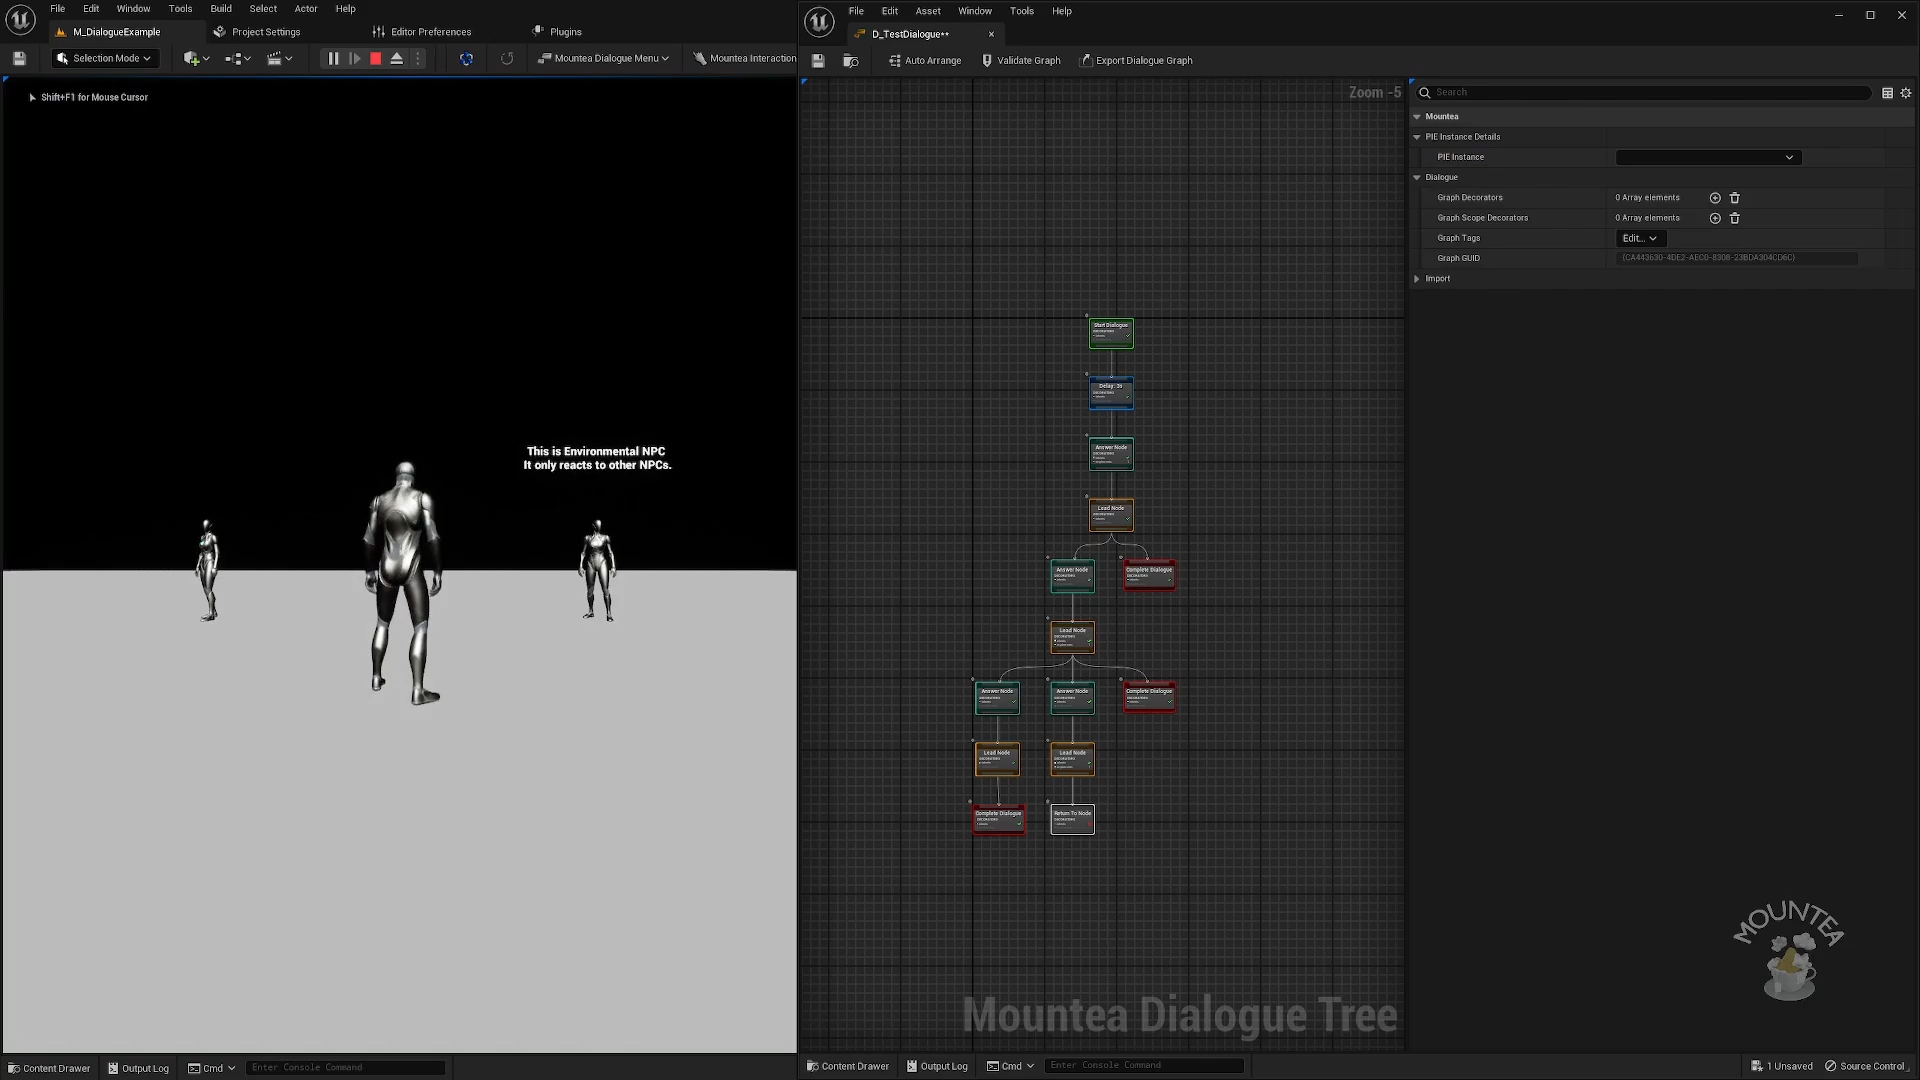 File Edit Window Tools Build Select Actor Help
M_DialogueExample Project Settings Editor Preferences Plugins
Selection Mode Mountea Dialogue Menu Mountea Interaction
Shift+F1 for Mouse Cursor
This is Environmental NPC
It only reacts to other NPCs.
Content Drawer Output Log Cmd Enter Console Command
File Edit Asset Window Tools Help
D_TestDialogue**
Auto Arrange Validate Graph Export Dialogue Graph
Zoom -5
Start Dialogue
Delay: 3s
Answer Node
Lead Node
Answer Node Complete Dialogue
Lead Node
Answer Node Answer Node Complete Dialogue
Lead Node Lead Node
Complete Dialogue Return To Node
Mountea Dialogue Tree
Search
Mountea
PIE Instance Details
PIE Instance
Dialogue
Graph Decorators 0 Array elements
Graph Scope Decorators 0 Array elements
Graph Tags Edit...
Graph GUID
Import
MOUNTEA
Content Drawer Output Log Cmd Enter Console Command 1 Unsaved Source Control